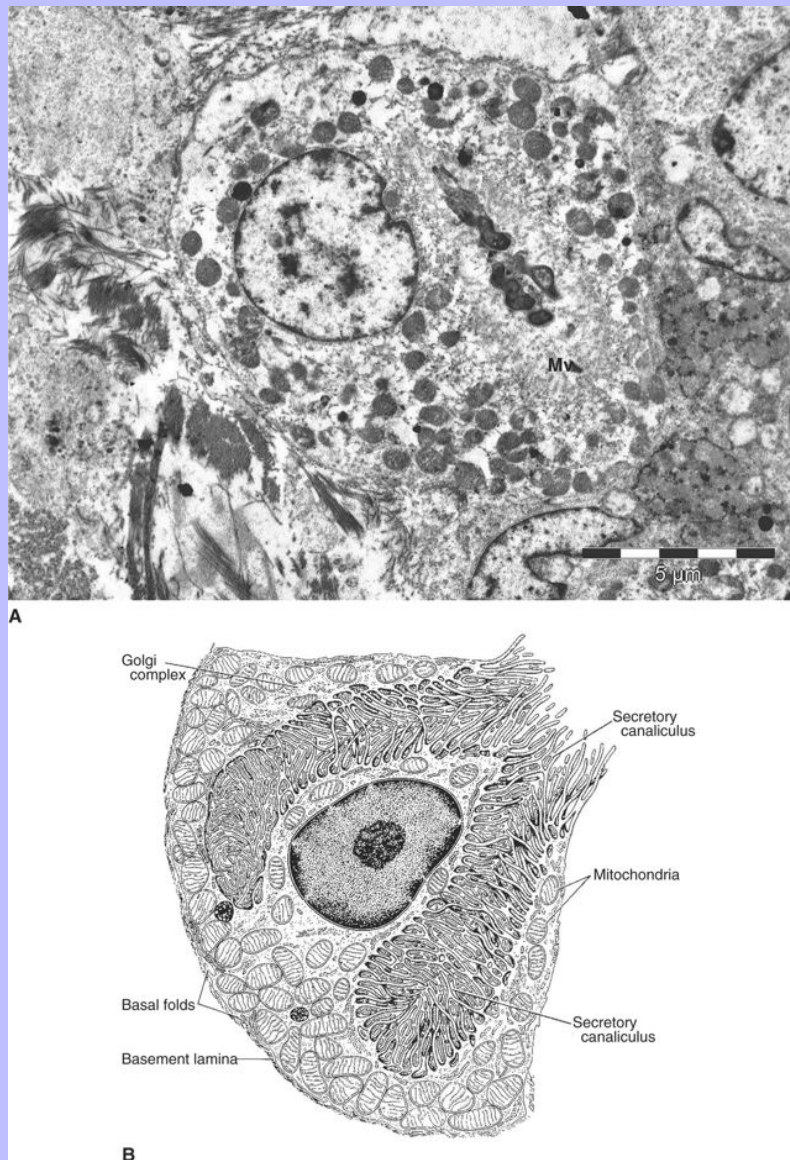 Mv
5 µm
A
Golgi
complex
Secretory
canaliculus
Mitochondria
Basal folds
Secretory
canaliculus
Basement lamina
B